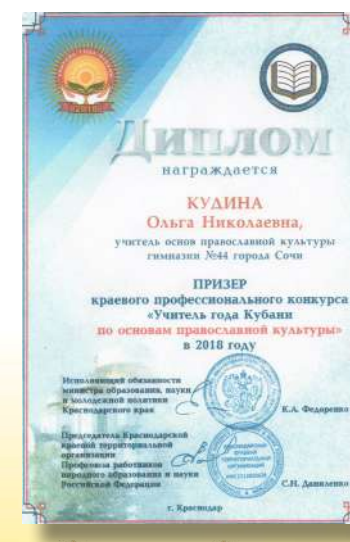 Диплом
награждается
КУДИНА
Ольга Николаевна,
учитель основ православной культуры
гимназии №44 города Сочи
ПРИЗЕР
краевого профессионального конкурса
«Учитель года Кубани
по основам православной культуры»
в 2018 году
Исполняющий обязанности
министра образования, науки
и молодежной политики
Краснодарского края
К.А. Федоренко
Председатель Краснодарской
краевой территориальной
организации
Профсоюза работников
народного образования и науки
Российской Федерации
С.Н. Даниленко
г. Краснодар